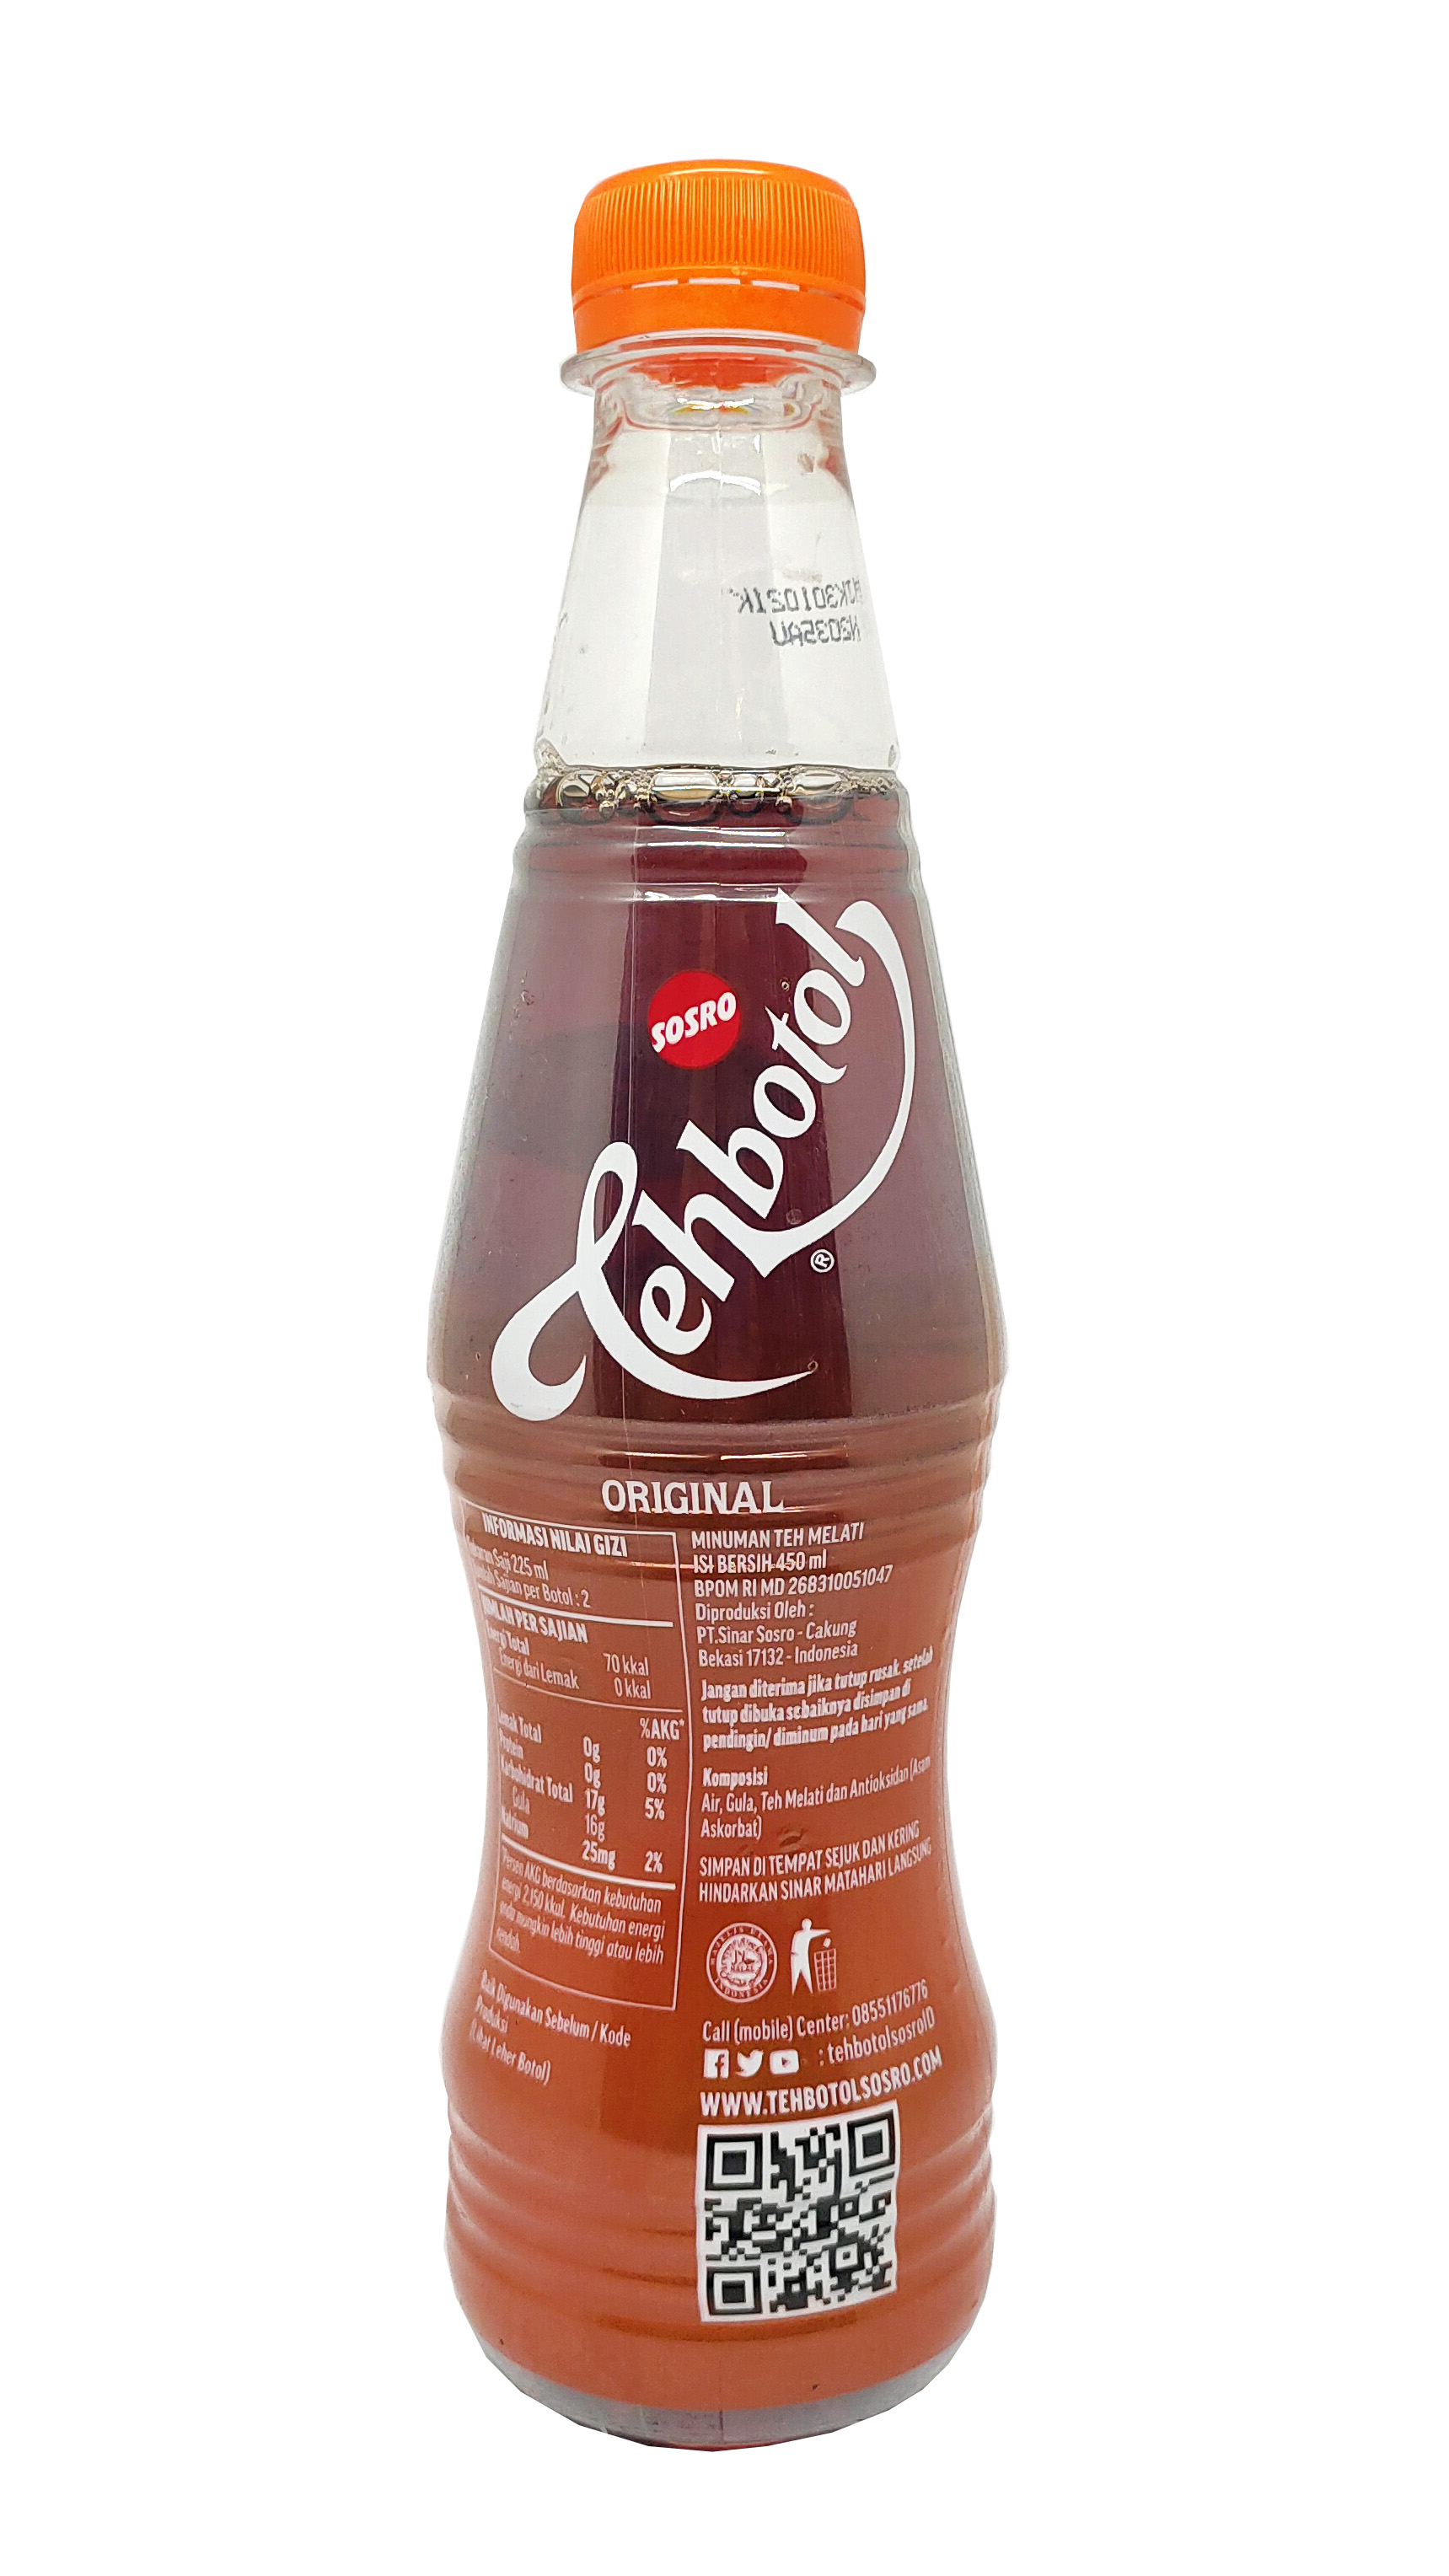 SOSRO
Tehbotol
®
ORIGINAL
INFORMASI NILAI GIZI
Saji 225 ml
Sajian per Botol : 2
PER SAJIAN
Energi Total 70 kkal
Energi dari Lemak 0 kkal
%AKG*
Lemak Total 0g 0%
Protein 0g 0%
Karbohidrat Total 17g 5%
Gula 16g
Natrium 25mg 2%
Persen AKG berdasarkan kebutuhan
energi 2,150 kkal. Kebutuhan energi
anda mungkin lebih tinggi atau lebih
rendah.
Baik Digunakan Sebelum / Kode
Produksi
(Lihat Leher Botol)
MINUMAN TEH MELATI
ISI BERSIH 450 ml
BPOM RI MD 268310051047
Diproduksi Oleh :
PT.Sinar Sosro - Cakung
Bekasi 17132 - Indonesia
Jangan diterima jika tutup rusak. setelah
tutup dibuka sebaiknya disimpan di
pendingin/ diminum pada hari yang sama.
Komposisi
Air, Gula, Teh Melati dan Antioksidan (Asam
Askorbat)
SIMPAN DI TEMPAT SEJUK DAN KERING
HINDARKAN SINAR MATAHARI LANGSUNG
MAJELIS ULAMA INDONESIA
HALAL
Call (mobile) Center: 08551176776
: tehbotolsosroID
WWW.TEHBOTOLSOSRO.COM